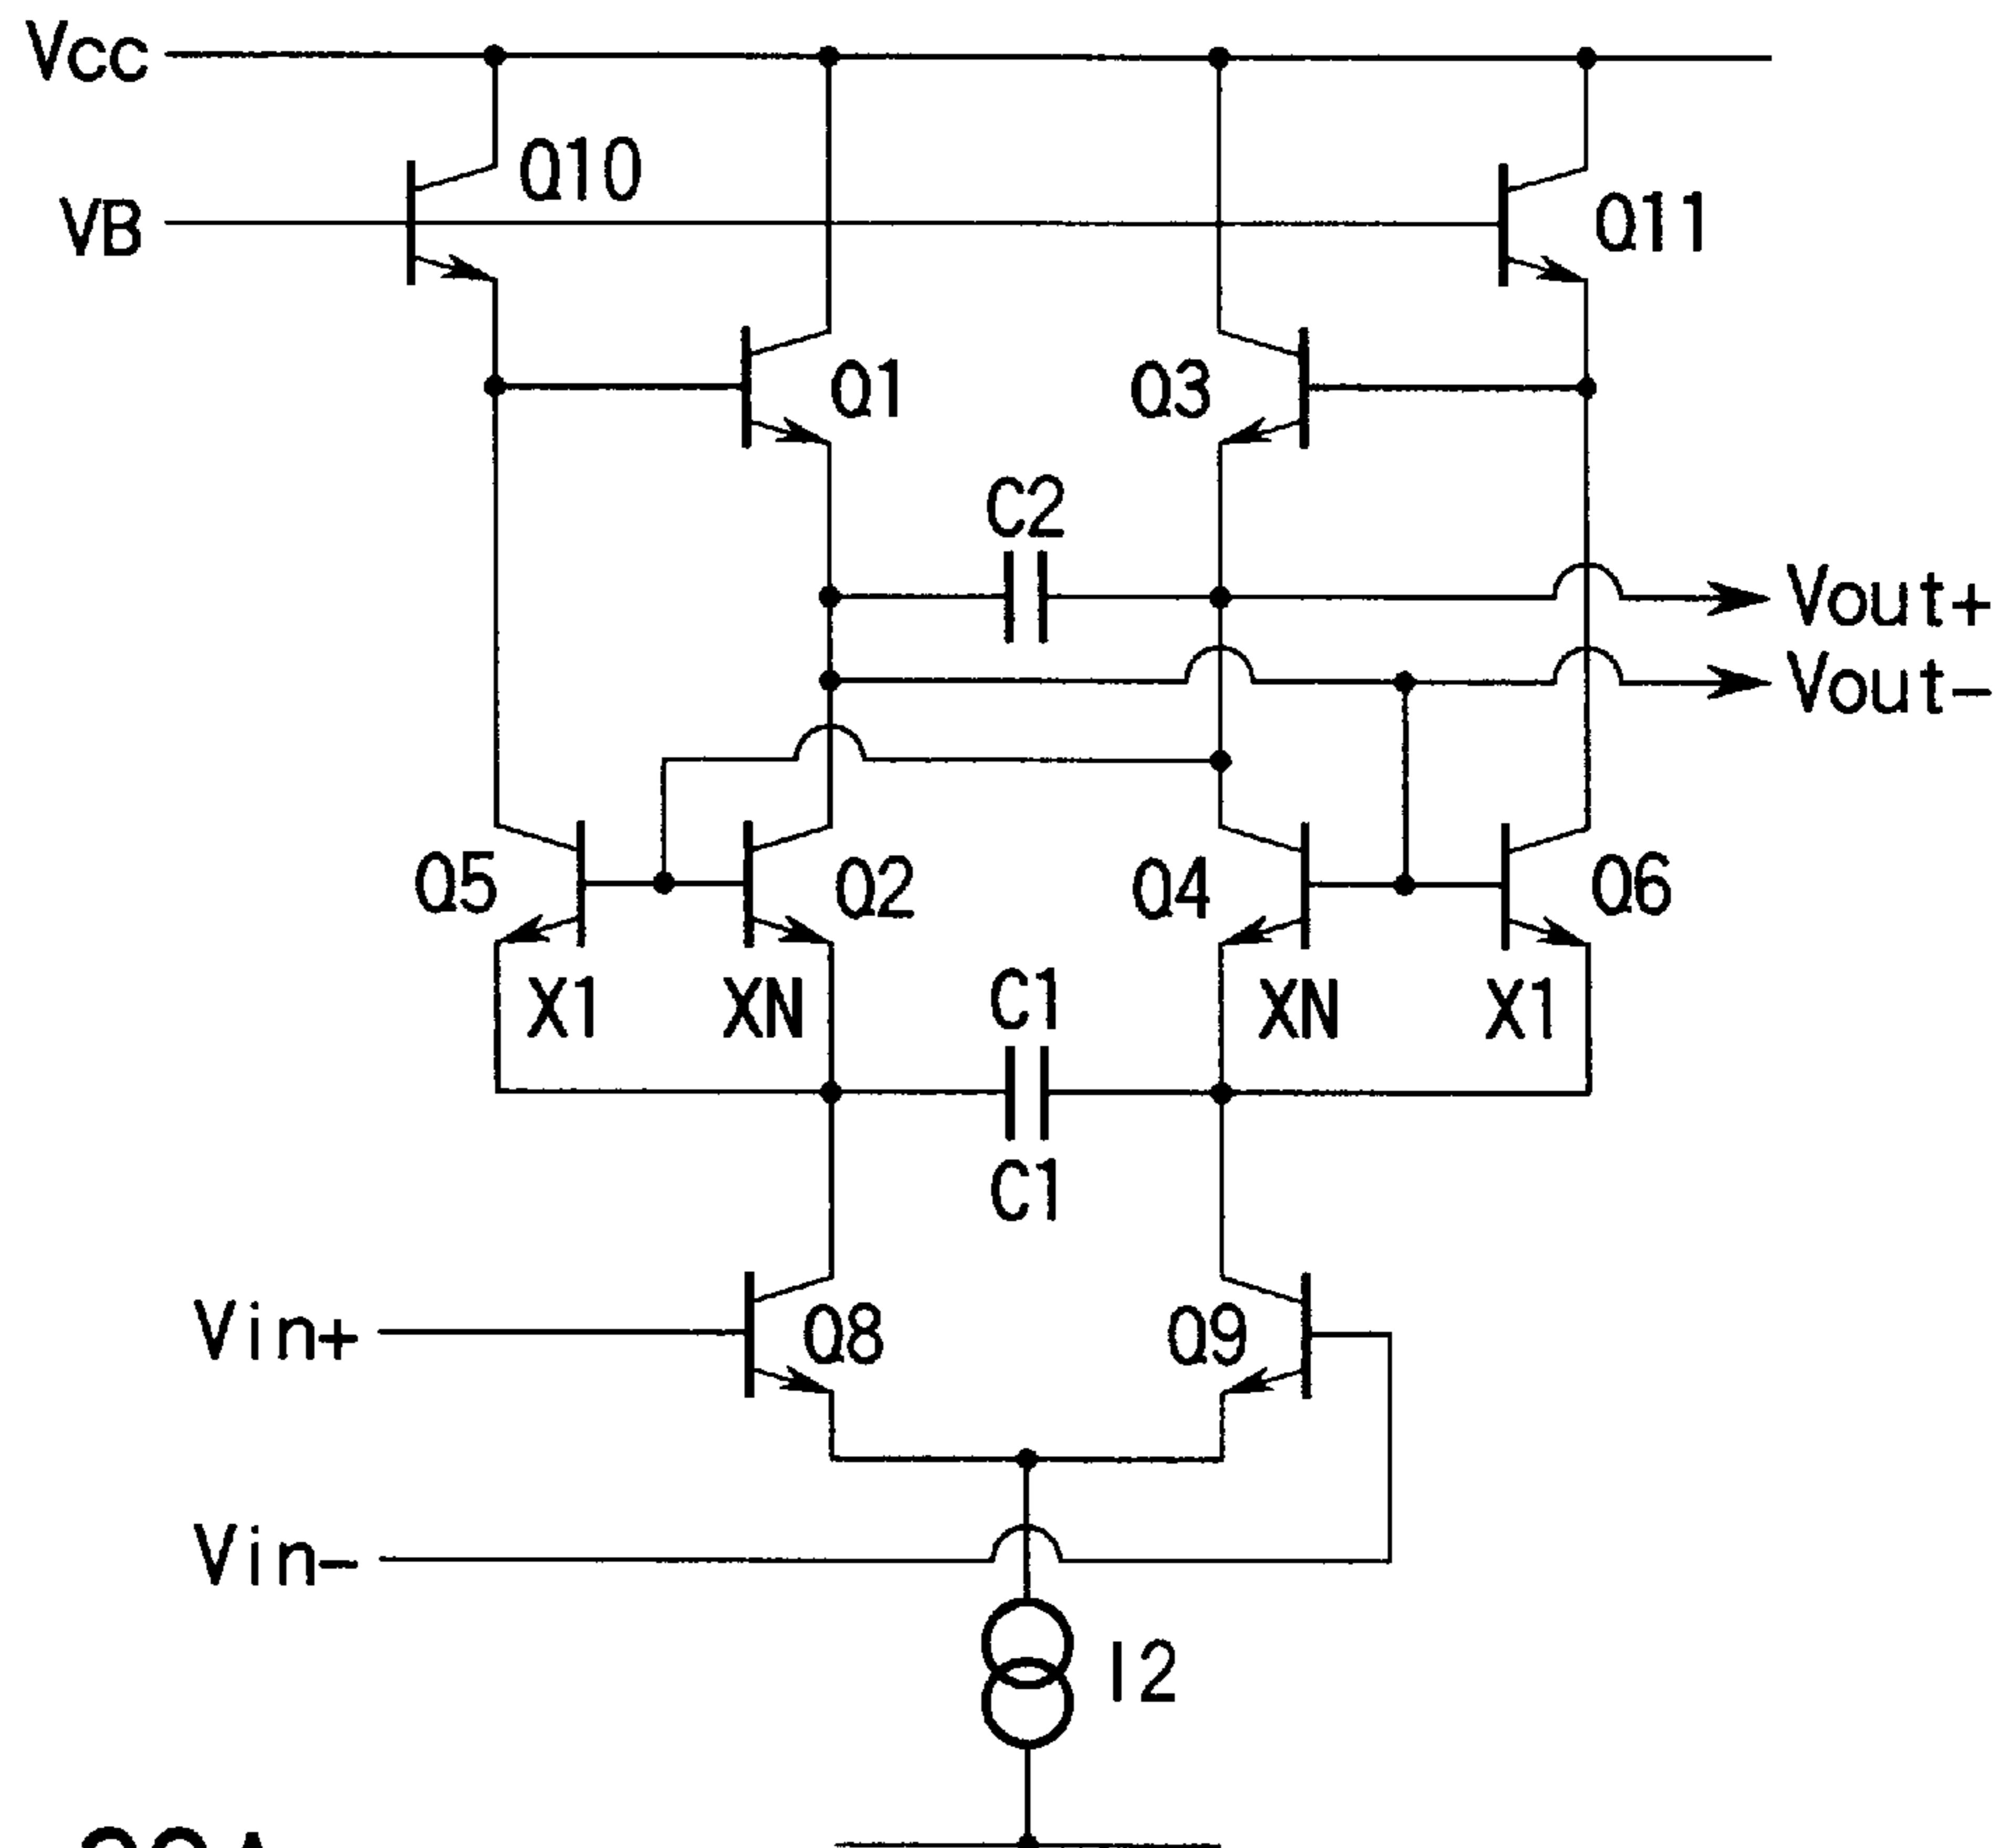 Vcc
Q10
VB
Q11
Q1
Q3
C2
Vout+
Vout-
Q5
Q2
Q4
Q6
X1
XN
C1
XN
X1
C1
Vin+
Q8
Q9
Vin-
I2